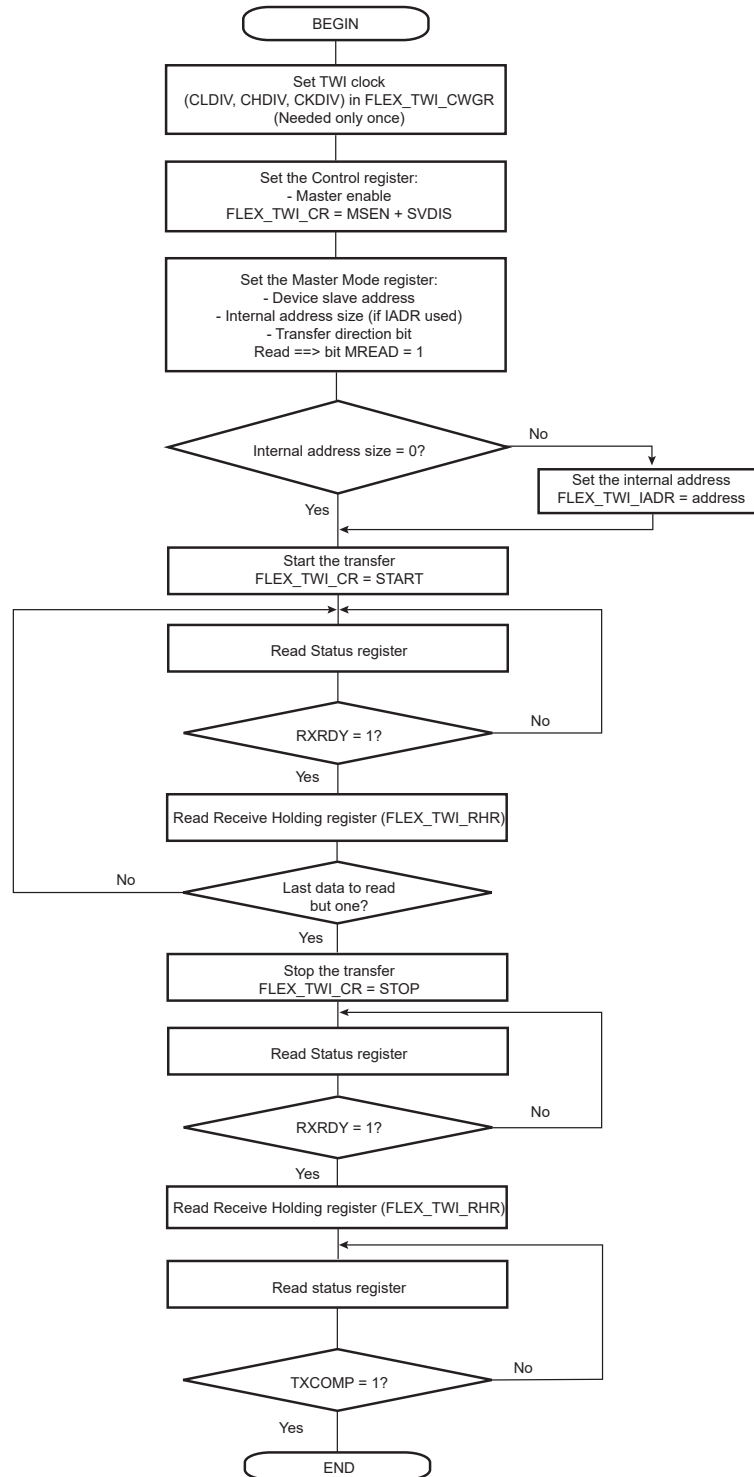 BEGIN
Set TWI clock
(CLDIV, CHDIV, CKDIV) in FLEX_TWI_CWGR
(Needed only once)
Set the Control register:
- Master enable
FLEX_TWI_CR = MSEN + SVDIS
Set the Master Mode register:
- Device slave address
- Internal address size (if IADR used)
- Transfer direction bit
Read ==> bit MREAD = 1
Internal address size = 0?
No
Set the internal address
FLEX_TWI_IADR = address
Yes
Start the transfer
FLEX_TWI_CR = START
Read Status register
RXRDY = 1?
No
Yes
Read Receive Holding register (FLEX_TWI_RHR)
Last data to read
but one?
No
Yes
Stop the transfer
FLEX_TWI_CR = STOP
Read Status register
RXRDY = 1?
No
Yes
Read Receive Holding register (FLEX_TWI_RHR)
Read status register
TXCOMP = 1?
No
Yes
END